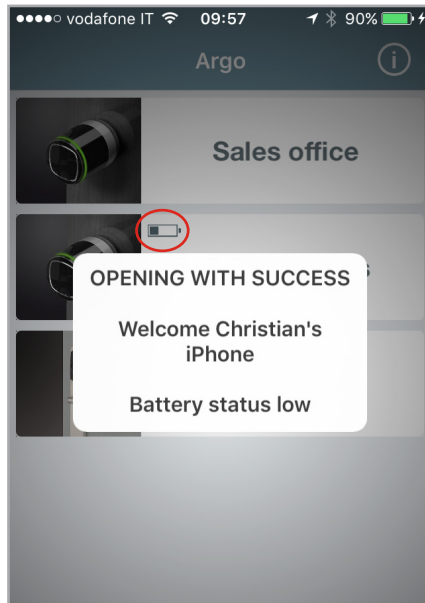 vodafone IT 09:57 90%
Argo
Sales office
OPENING WITH SUCCESS
Welcome Christian's
iPhone
Battery status low